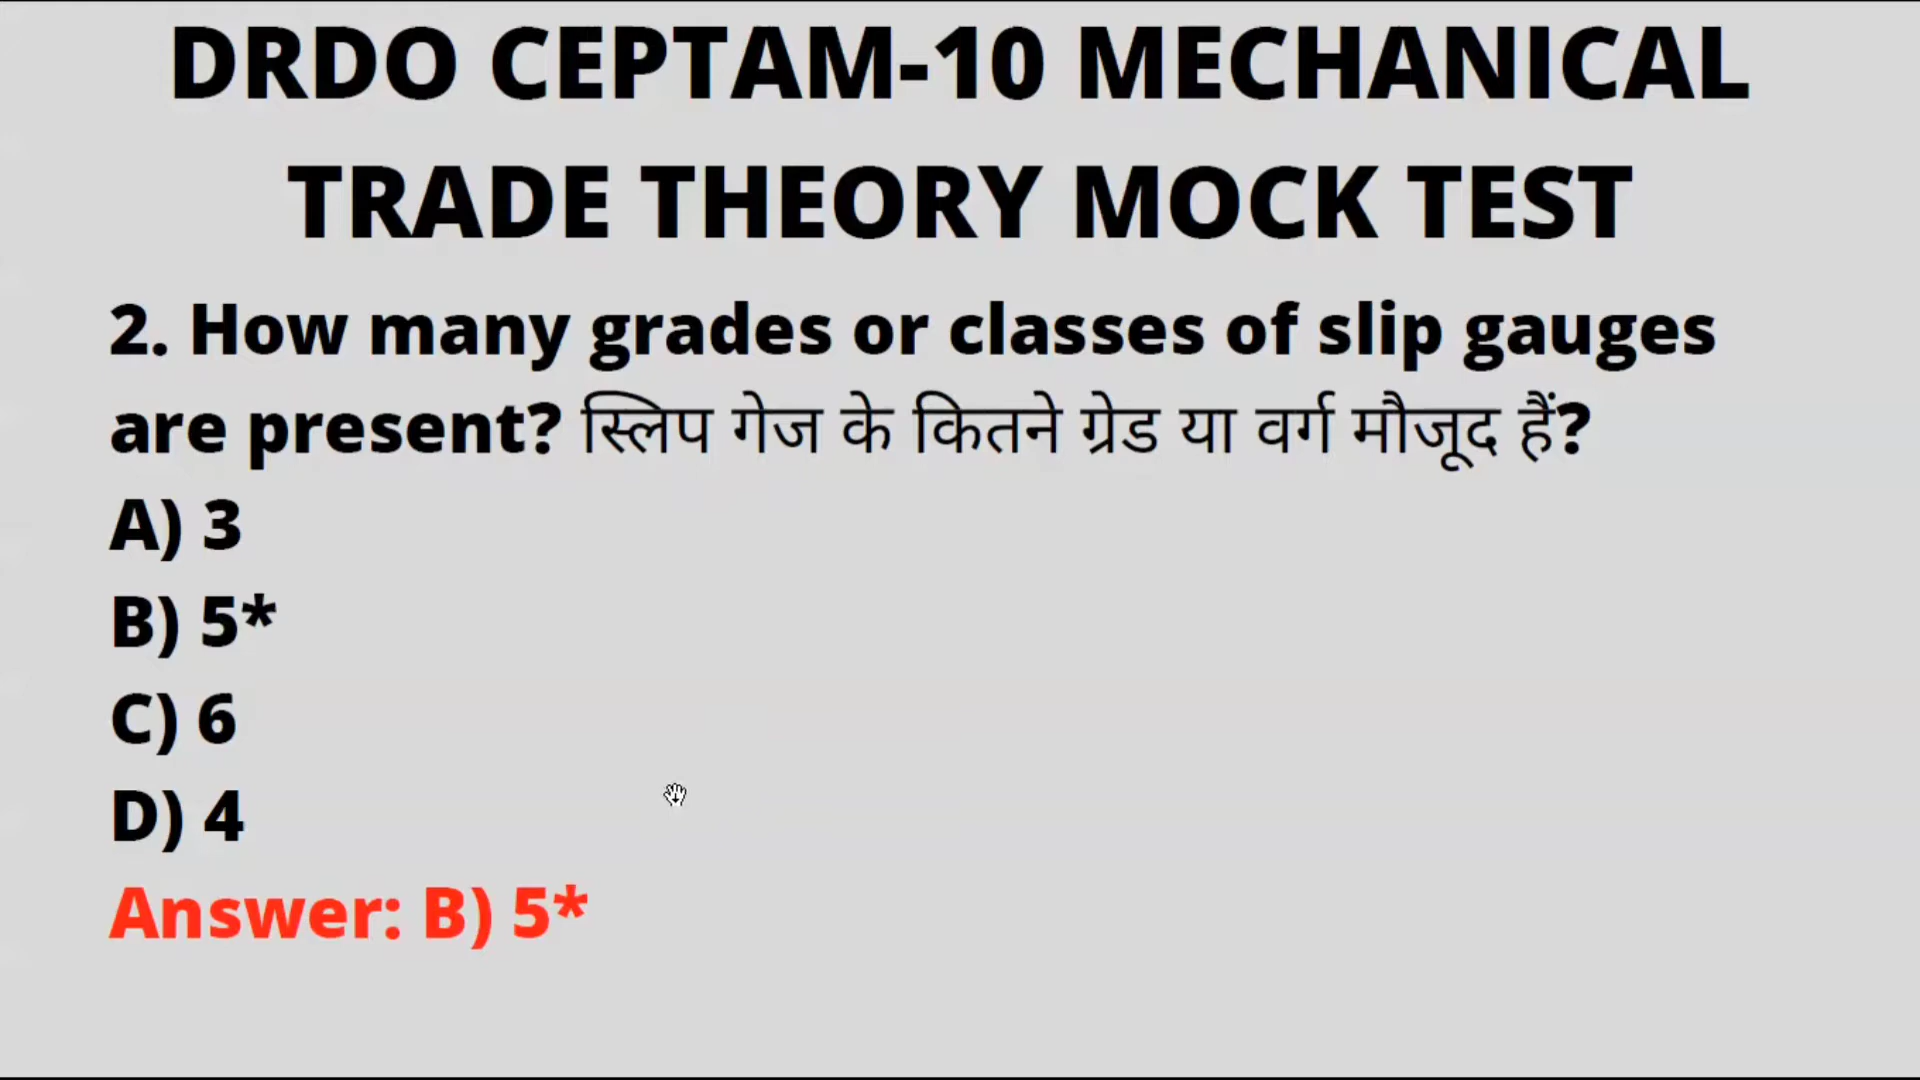 DRDO CEPTAM-10 MECHANICAL
TRADE THEORY MOCK TEST
2. How many grades or classes of slip gauges
are present? स्लिप गेज के कितने ग्रेड या वर्ग मौजूद हैं?
A) 3
B) 5*
C) 6
D) 4
Answer: B) 5*